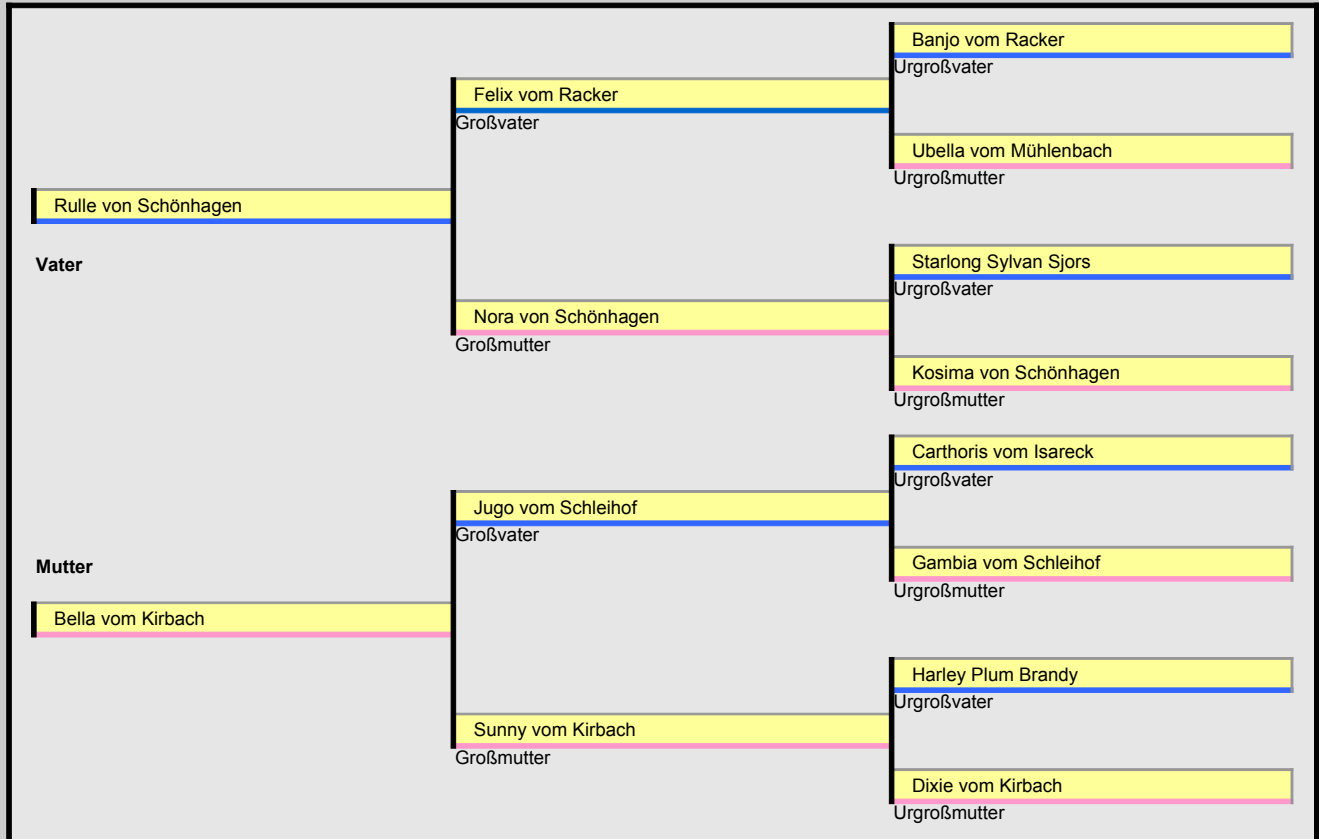 Banjo vom Racker
Urgroßvater
Felix vom Racker
Großvater
Ubella vom Mühlenbach
Urgroßmutter
Rulle von Schönhagen
Vater
Starlong Sylvan Sjors
Urgroßvater
Nora von Schönhagen
Großmutter
Kosima von Schönhagen
Urgroßmutter
Carthoris vom Isareck
Urgroßvater
Jugo vom Schleihof
Großvater
Mutter
Gambia vom Schleihof
Urgroßmutter
Bella vom Kirbach
Harley Plum Brandy
Urgroßvater
Sunny vom Kirbach
Großmutter
Dixie vom Kirbach
Urgroßmutter